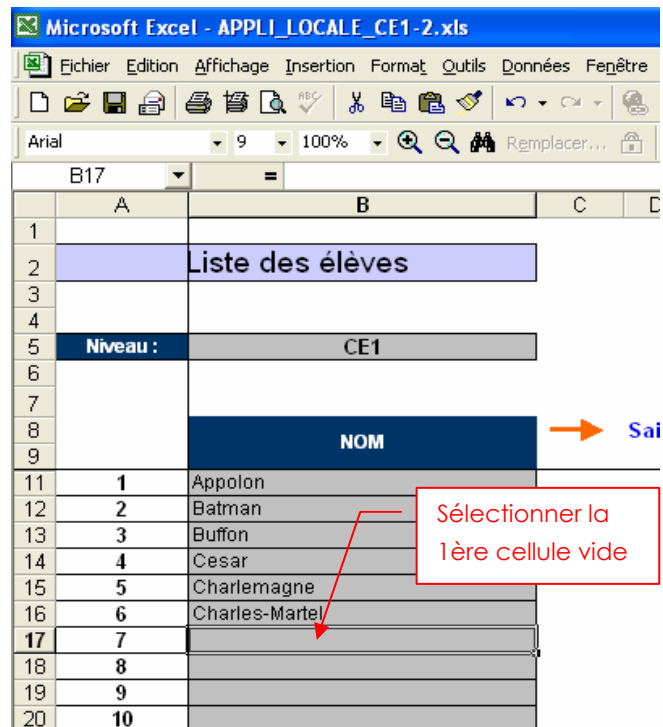 Microsoft Excel - APPLI_LOCALE_CE1-2.xls
Fichier Edition Affichage Insertion Format Outils Données Fenêtre
Arial 9 100% Remplacer...
B17 =
A B C D
1
2 Liste des élèves
3
4
5 Niveau : CE1
6
7
8 Sai
NOM
9
11 1 Appolon
12 2 Batman
13 3 Buffon
14 4 Cesar
15 5 Charlemagne
16 6 Charles-Martel
17 7
18 8
19 9
20 10
Sélectionner la
1ère cellule vide